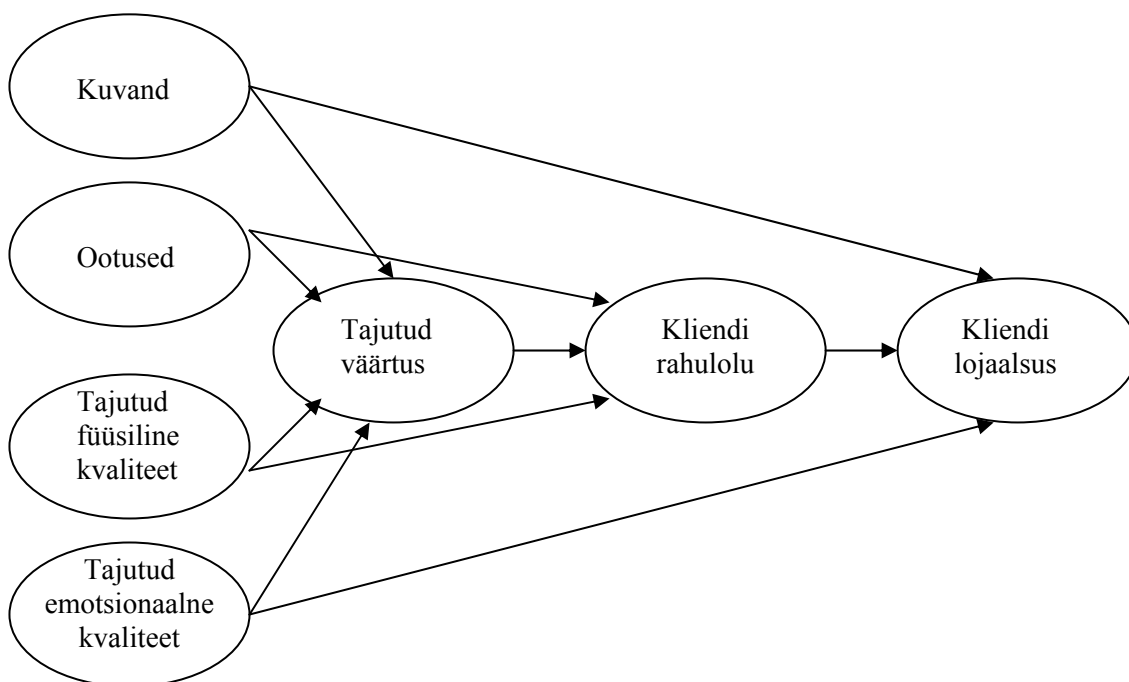 Kuvand
Ootused
Tajutud
füüsiline
kvaliteet
Tajutud
emotsionaalne
kvaliteet
Tajutud
väärtus
Kliendi
rahulolu
Kliendi
lojaalsus